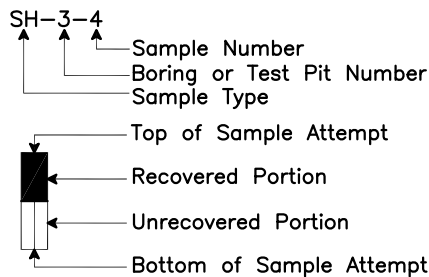 SH-3-4
Sample Number
Boring or Test Pit Number
Sample Type
Top of Sample Attempt
Recovered Portion
Unrecovered Portion
Bottom of Sample Attempt